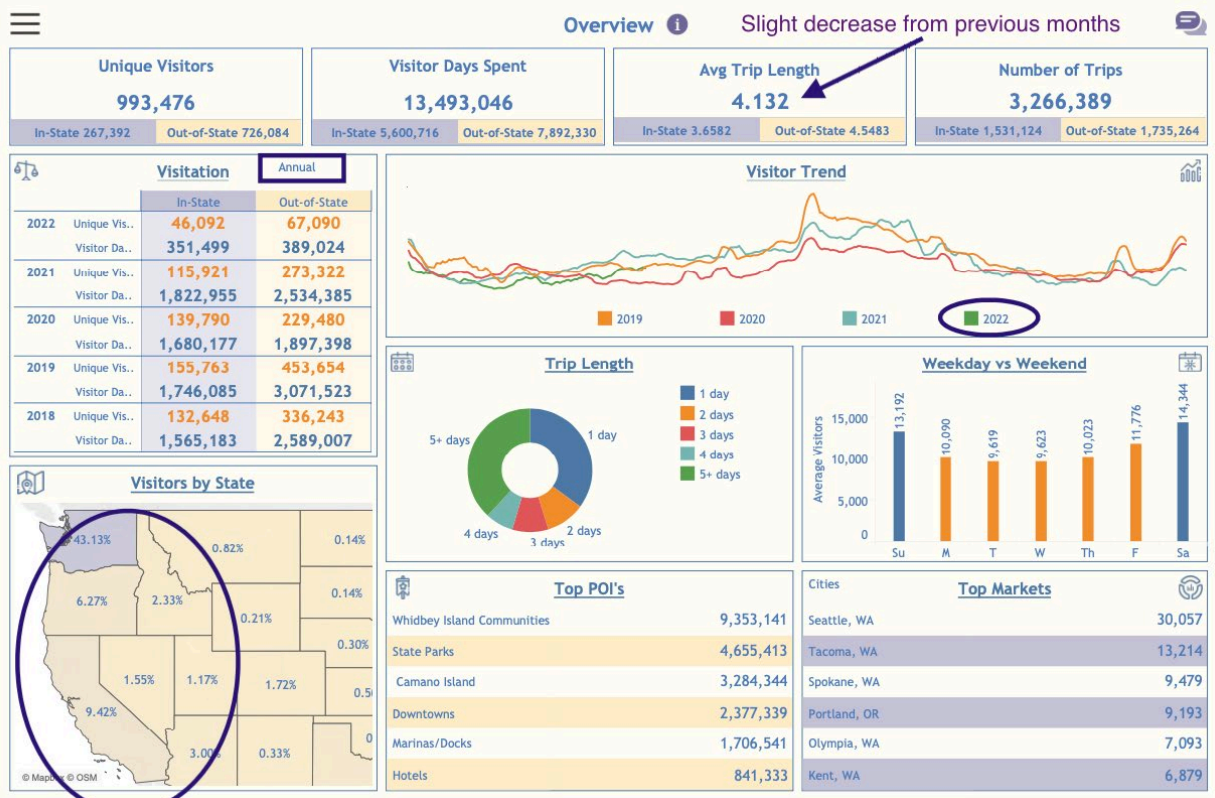 Overview i
Slight decrease from previous months
Unique Visitors
993,476
In-State 267,392
Out-of-State 726,084
Visitor Days Spent
13,493,046
In-State 5,600,716
Out-of-State 7,892,330
Avg Trip Length
4.132
In-State 3.6582
Out-of-State 4.5483
Number of Trips
3,266,389
In-State 1,531,124
Out-of-State 1,735,264
Visitation
Annual
In-State Out-of-State
2022 Unique Vis.. 46,092 67,090
Visitor Da.. 351,499 389,024
2021 Unique Vis.. 115,921 273,322
Visitor Da.. 1,822,955 2,534,385
2020 Unique Vis.. 139,790 229,480
Visitor Da.. 1,680,177 1,897,398
2019 Unique Vis.. 155,763 453,654
Visitor Da.. 1,746,085 3,071,523
2018 Unique Vis.. 132,648 336,243
Visitor Da.. 1,565,183 2,589,007
Visitor Trend
2019 2020 2021 2022
Visitors by State
43.13%
0.82%
0.14%
6.27%
2.33%
0.14%
0.21%
0.30%
1.55%
1.17%
1.72%
9.42%
3.00%
0.33%
© Mapbox © OSM
Trip Length
1 day
2 days
3 days
4 days
5+ days
5+ days
1 day
4 days
3 days
2 days
Weekday vs Weekend
Average Visitors
15,000
10,000
5,000
0
13,192
10,090
9,619
9,623
10,023
11,776
14,344
Su M T W Th F Sa
Top POI's
Whidbey Island Communities 9,353,141
State Parks 4,655,413
Camano Island 3,284,344
Downtowns 2,377,339
Marinas/Docks 1,706,541
Hotels 841,333
Cities
Top Markets
Seattle, WA 30,057
Tacoma, WA 13,214
Spokane, WA 9,479
Portland, OR 9,193
Olympia, WA 7,093
Kent, WA 6,879